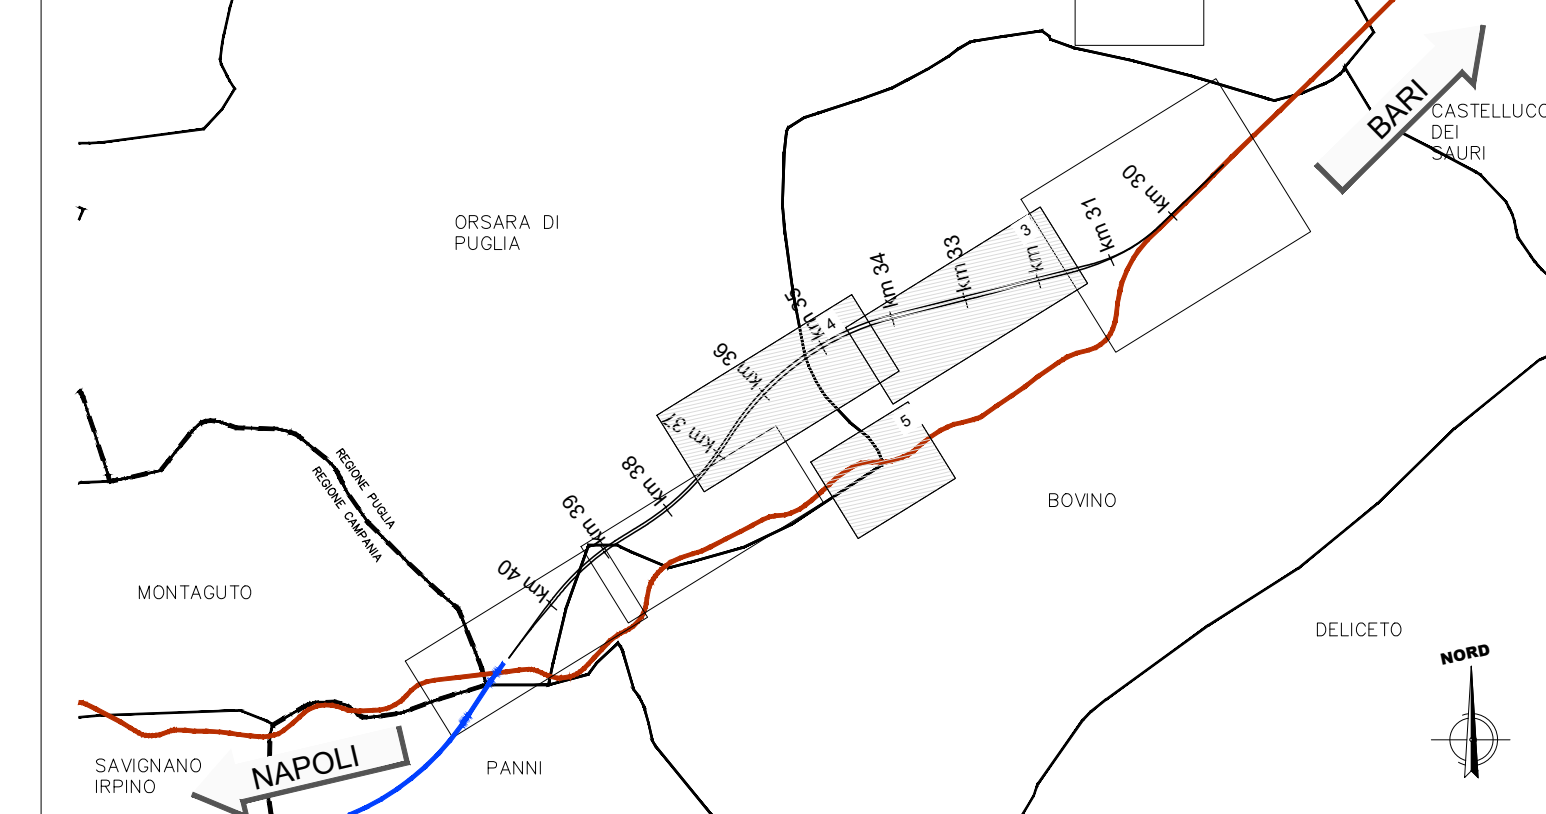 BARI
CASTELLUCC
DEI
SAURI
ORSARA DI
PUGLIA
km 30
km 31
3
km
km 33
km 34
km 35
4
km 36
km 37
5
km 38
km 39
km 40
REGIONE PUGLIA
REGIONE CAMPANIA
BOVINO
MONTAGUTO
DELICETO
NORD
SAVIGNANO
IRPINO
NAPOLI
PANNI